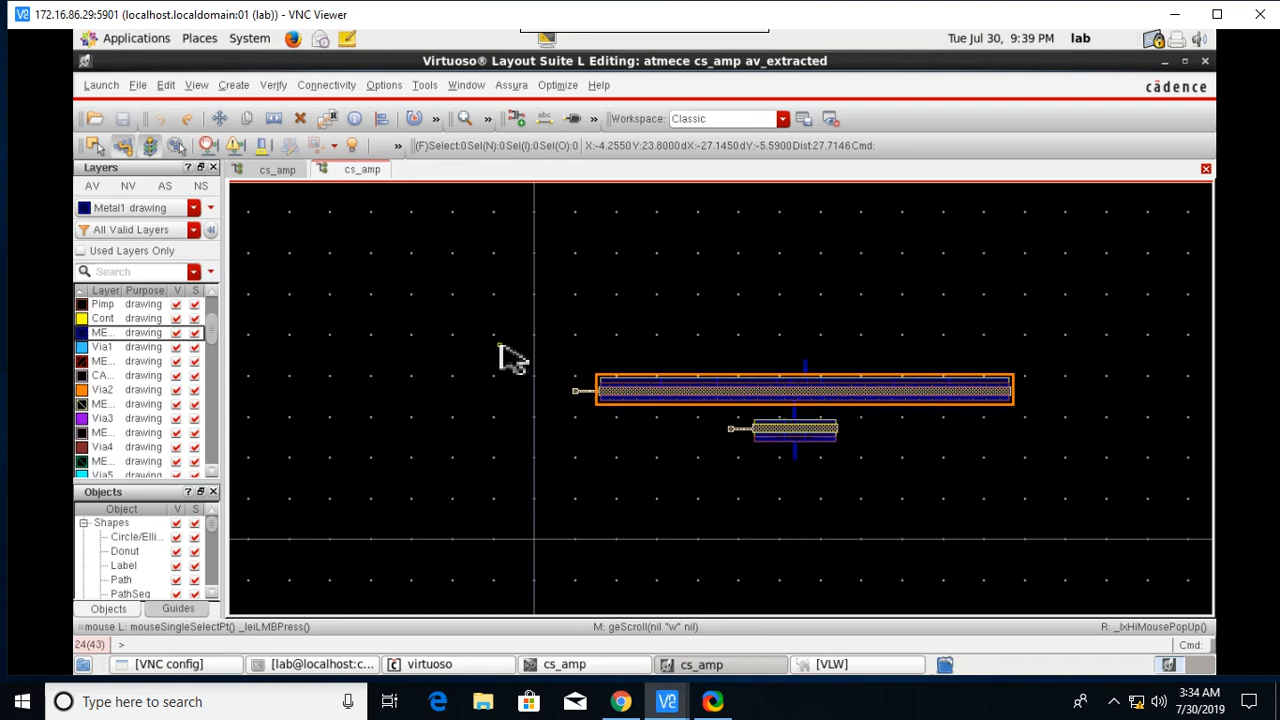 172.16.86.29:5901 (localhost.localdomain:01 (lab)) - VNC Viewer
Applications Places System Tue Jul 30, 9:39 PM lab
Virtuoso® Layout Suite L Editing: atmece cs_amp av_extracted
Launch File Edit View Create Verify Connectivity Options Tools Window Assura Optimize Help cādence
Workspace: Classic
(F)Select:0 Sel(N):0 Sel(I):0 Sel(O):0 X:-4.2550 Y:23.8000 dX:-27.1450 dY:-5.5900 Dist:27.7146 Cmd:
Layers cs_amp cs_amp
AV NV AS NS
Metal1 drawing
All Valid Layers
Used Layers Only
Search
Layer Purpose V S
Pimp drawing
Cont drawing
ME... drawing
Via1 drawing
ME... drawing
CA... drawing
Via2 drawing
ME... drawing
Via3 drawing
ME... drawing
Via4 drawing
ME... drawing
Via5 drawing
Objects
Object V S
Shapes
Circle/Elli...
Donut
Label
Path
PathSeg
Objects Guides
mouse L: mouseSingleSelectPt() _leiLMBPress() M: geScroll(nil "w" nil) R: _lxHiMousePopUp()
24(43) > Cmd:
[VNC config] [lab@localhost:c... virtuoso cs_amp cs_amp [VLW]
Type here to search
3:34 AM
7/30/2019